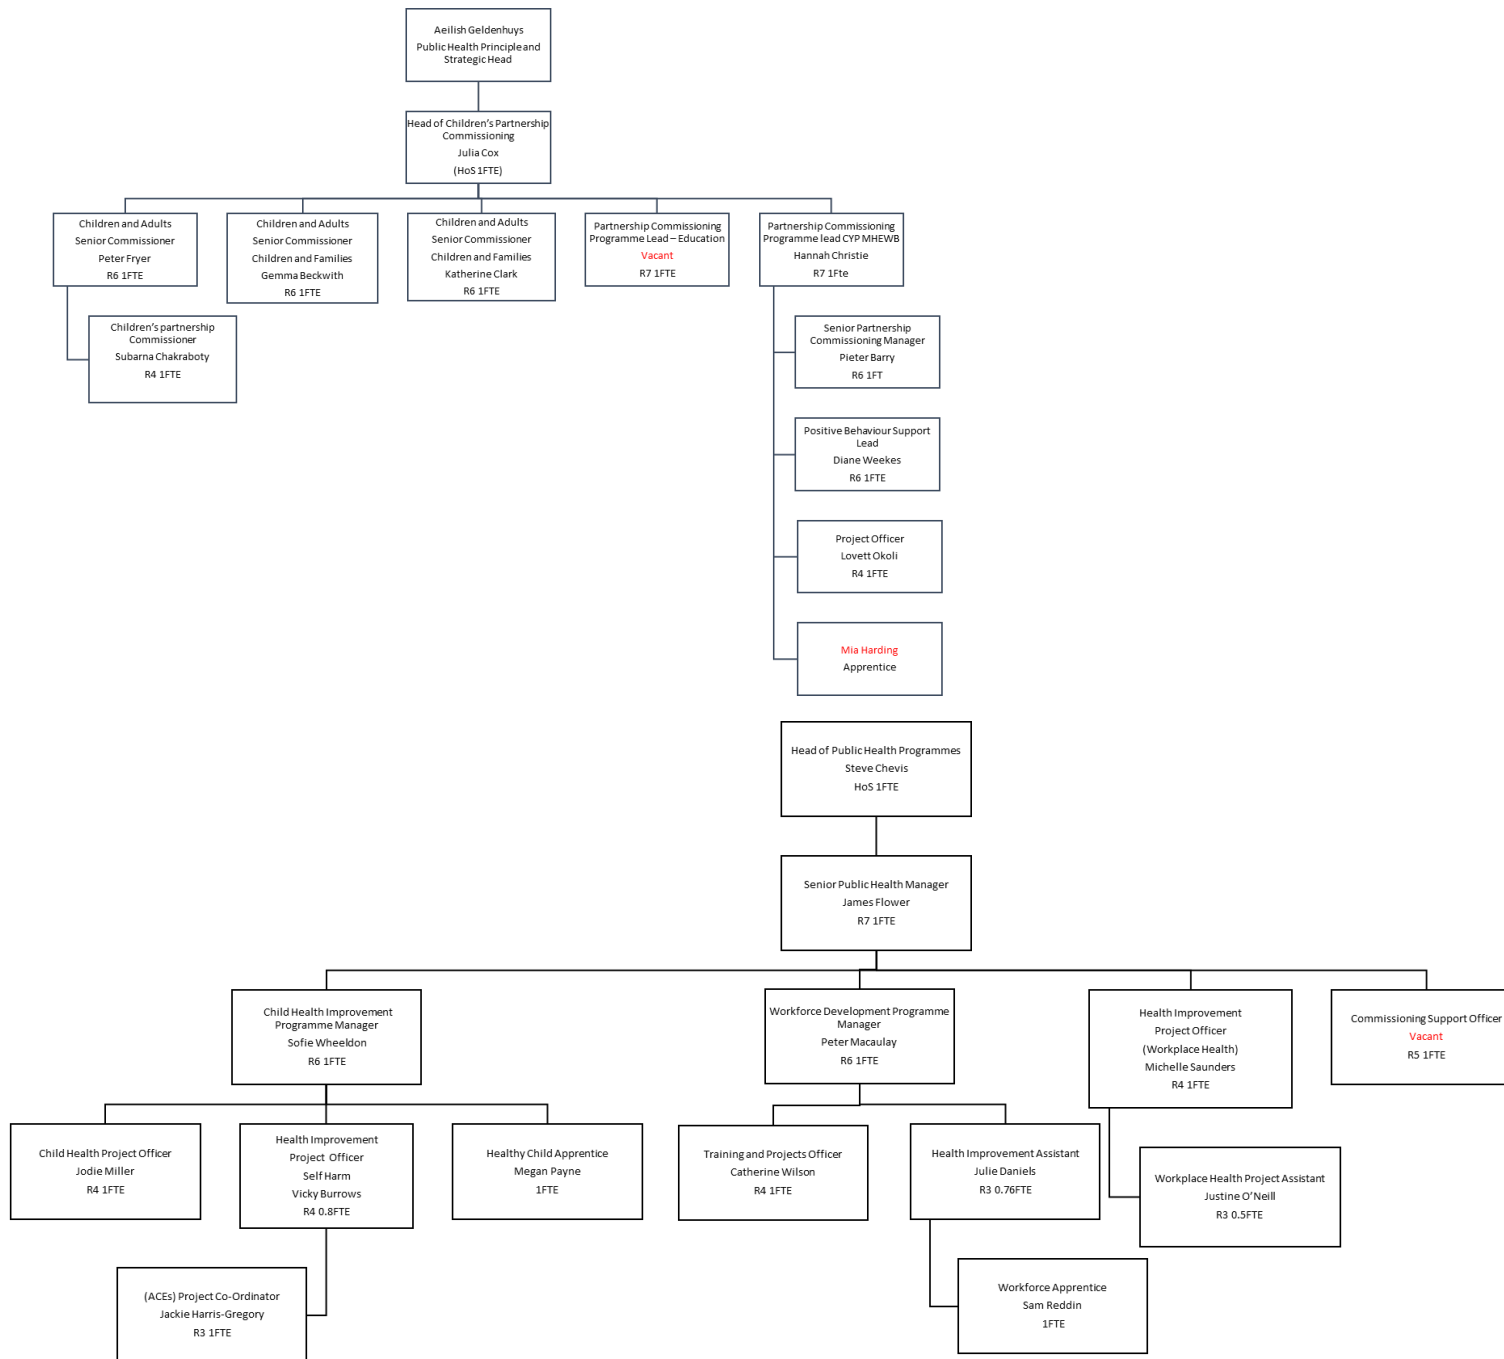 Aeilish Geldenhuys
Public Health Principle and
Strategic Head
Head of Children's Partnership
Commissioning
Julia Cox
(HoS 1FTE)
Children and Adults
Senior Commissioner
Peter Fryer
R6 1FTE
Children and Adults
Senior Commissioner
Children and Families
Gemma Beckwith
R6 1FTE
Children and Adults
Senior Commissioner
Children and Families
Katherine Clark
R6 1FTE
Partnership Commissioning
Programme Lead – Education
Vacant
R7 1FTE
Partnership Commissioning
Programme lead CYP MHEWB
Hannah Christie
R7 1Fte
Children's partnership
Commissioner
Subarna Chakraboty
R4 1FTE
Senior Partnership
Commissioning Manager
Pieter Barry
R6 1FT
Positive Behaviour Support
Lead
Diane Weekes
R6 1FTE
Project Officer
Lovett Okoli
R4 1FTE
Mia Harding
Apprentice
Head of Public Health Programmes
Steve Chevis
HoS 1FTE
Senior Public Health Manager
James Flower
R7 1FTE
Child Health Improvement
Programme Manager
Sofie Wheeldon
R6 1FTE
Workforce Development Programme
Manager
Peter Macaulay
R6 1FTE
Health Improvement
Project Officer
(Workplace Health)
Michelle Saunders
R4 1FTE
Commissioning Support Officer
Vacant
R5 1FTE
Child Health Project Officer
Jodie Miller
R4 1FTE
Health Improvement
Project Officer
Self Harm
Vicky Burrows
R4 0.8FTE
Healthy Child Apprentice
Megan Payne
1FTE
Training and Projects Officer
Catherine Wilson
R4 1FTE
Health Improvement Assistant
Julie Daniels
R3 0.76FTE
Workplace Health Project Assistant
Justine O'Neill
R3 0.5FTE
(ACEs) Project Co-Ordinator
Jackie Harris-Gregory
R3 1FTE
Workforce Apprentice
Sam Reddin
1FTE